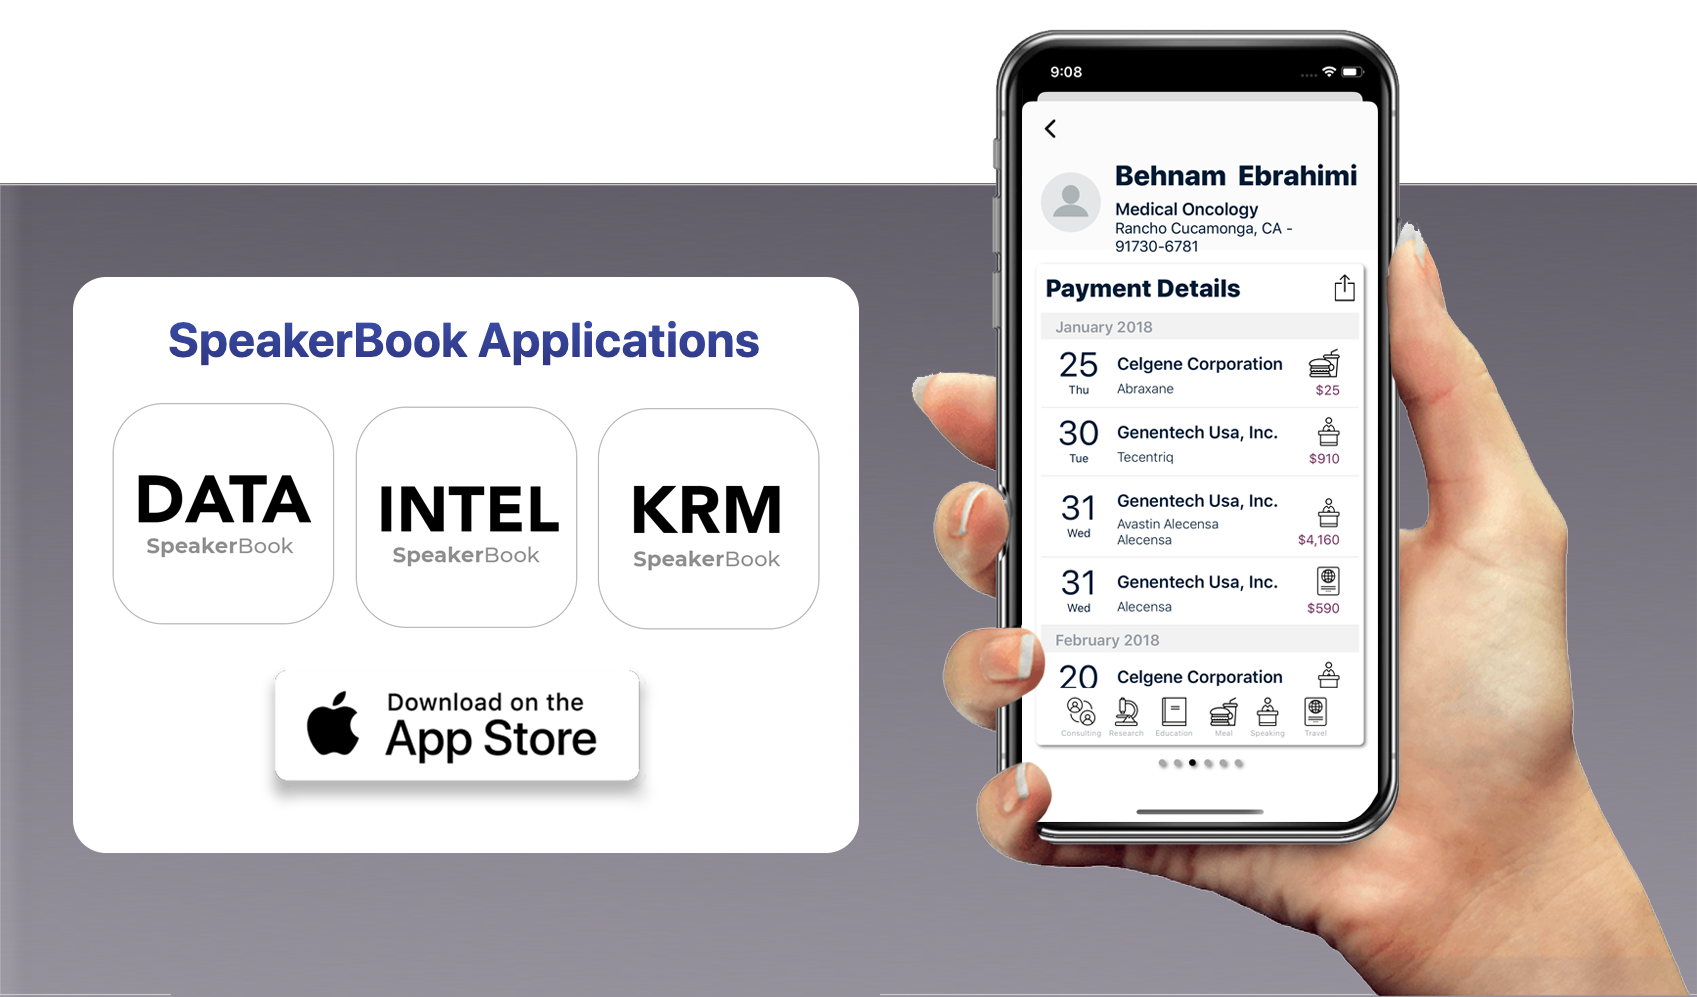 SpeakerBook Applications
DATA
SpeakerBook
INTEL
SpeakerBook
KRM
SpeakerBook
Download on the
App Store
9:08
Behnam Ebrahimi
Medical Oncology
Rancho Cucamonga, CA -
91730-6781
Payment Details
January 2018
25 Celgene Corporation
Thu Abraxane $25
30 Genentech Usa, Inc.
Tue Tecentriq $910
31 Genentech Usa, Inc.
Avastin Alecensa
Wed Alecensa $4,160
31 Genentech Usa, Inc.
Wed Alecensa $590
February 2018
20 Celgene Corporation
Consulting Research Education Meal Speaking Travel